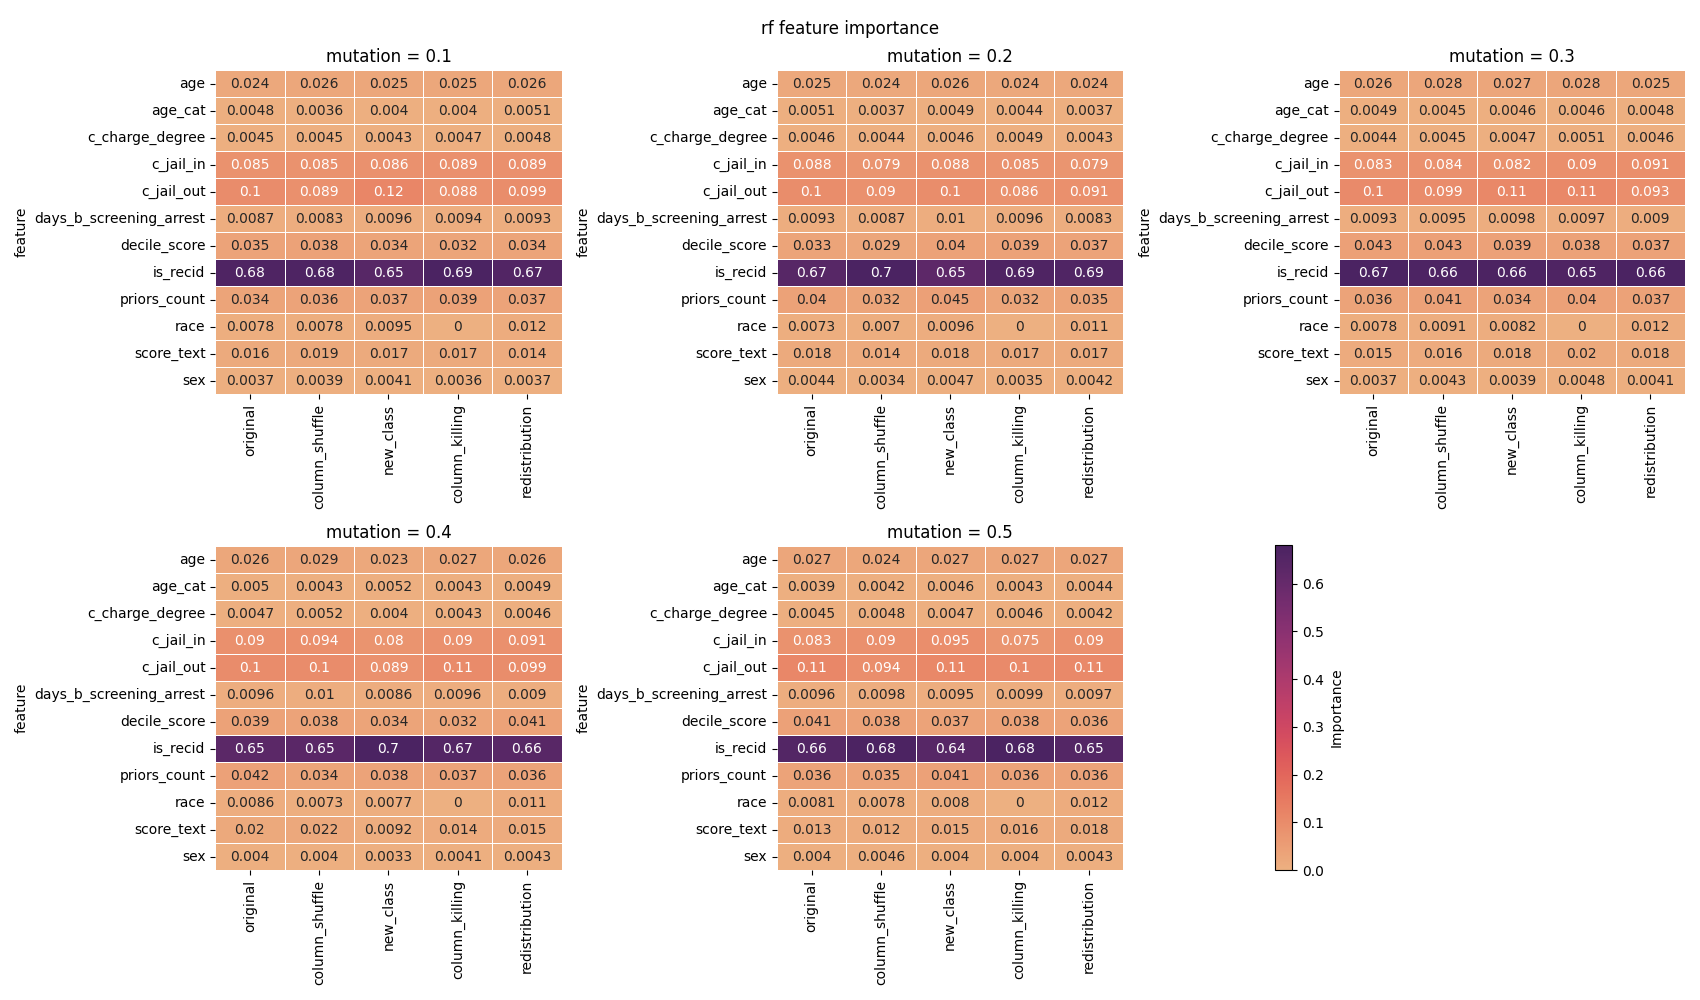 rf feature importance
mutation = 0.1
feature
age 0.024 0.026 0.025 0.025 0.026
age_cat 0.0048 0.0036 0.004 0.004 0.0051
c_charge_degree 0.0045 0.0045 0.0043 0.0047 0.0048
c_jail_in 0.085 0.085 0.086 0.089 0.089
c_jail_out 0.1 0.089 0.12 0.088 0.099
days_b_screening_arrest 0.0087 0.0083 0.0096 0.0094 0.0093
decile_score 0.035 0.038 0.034 0.032 0.034
is_recid 0.68 0.68 0.65 0.69 0.67
priors_count 0.034 0.036 0.037 0.039 0.037
race 0.0078 0.0078 0.0095 0 0.012
score_text 0.016 0.019 0.017 0.017 0.014
sex 0.0037 0.0039 0.0041 0.0036 0.0037
original column_shuffle new_class column_killing redistribution
mutation = 0.2
feature
age 0.025 0.024 0.026 0.024 0.024
age_cat 0.0051 0.0037 0.0049 0.0044 0.0037
c_charge_degree 0.0046 0.0044 0.0046 0.0049 0.0043
c_jail_in 0.088 0.079 0.088 0.085 0.079
c_jail_out 0.1 0.09 0.1 0.086 0.091
days_b_screening_arrest 0.0093 0.0087 0.01 0.0096 0.0083
decile_score 0.033 0.029 0.04 0.039 0.037
is_recid 0.67 0.7 0.65 0.69 0.69
priors_count 0.04 0.032 0.045 0.032 0.035
race 0.0073 0.007 0.0096 0 0.011
score_text 0.018 0.014 0.018 0.017 0.017
sex 0.0044 0.0034 0.0047 0.0035 0.0042
original column_shuffle new_class column_killing redistribution
mutation = 0.3
feature
age 0.026 0.028 0.027 0.028 0.025
age_cat 0.0049 0.0045 0.0046 0.0046 0.0048
c_charge_degree 0.0044 0.0045 0.0047 0.0051 0.0046
c_jail_in 0.083 0.084 0.082 0.09 0.091
c_jail_out 0.1 0.099 0.11 0.11 0.093
days_b_screening_arrest 0.0093 0.0095 0.0098 0.0097 0.009
decile_score 0.043 0.043 0.039 0.038 0.037
is_recid 0.67 0.66 0.66 0.65 0.66
priors_count 0.036 0.041 0.034 0.04 0.037
race 0.0078 0.0091 0.0082 0 0.012
score_text 0.015 0.016 0.018 0.02 0.018
sex 0.0037 0.0043 0.0039 0.0048 0.0041
original column_shuffle new_class column_killing redistribution
mutation = 0.4
feature
age 0.026 0.029 0.023 0.027 0.026
age_cat 0.005 0.0043 0.0052 0.0043 0.0049
c_charge_degree 0.0047 0.0052 0.004 0.0043 0.0046
c_jail_in 0.09 0.094 0.08 0.09 0.091
c_jail_out 0.1 0.1 0.089 0.11 0.099
days_b_screening_arrest 0.0096 0.01 0.0086 0.0096 0.009
decile_score 0.039 0.038 0.034 0.032 0.041
is_recid 0.65 0.65 0.7 0.67 0.66
priors_count 0.042 0.034 0.038 0.037 0.036
race 0.0086 0.0073 0.0077 0 0.011
score_text 0.02 0.022 0.0092 0.014 0.015
sex 0.004 0.004 0.0033 0.0041 0.0043
original column_shuffle new_class column_killing redistribution
mutation = 0.5
feature
age 0.027 0.024 0.027 0.027 0.027
age_cat 0.0039 0.0042 0.0046 0.0043 0.0044
c_charge_degree 0.0045 0.0048 0.0047 0.0046 0.0042
c_jail_in 0.083 0.09 0.095 0.075 0.09
c_jail_out 0.11 0.094 0.11 0.1 0.11
days_b_screening_arrest 0.0096 0.0098 0.0095 0.0099 0.0097
decile_score 0.041 0.038 0.037 0.038 0.036
is_recid 0.66 0.68 0.64 0.68 0.65
priors_count 0.036 0.035 0.041 0.036 0.036
race 0.0081 0.0078 0.008 0 0.012
score_text 0.013 0.012 0.015 0.016 0.018
sex 0.004 0.0046 0.004 0.004 0.0043
original column_shuffle new_class column_killing redistribution
0.6
0.5
0.4
0.3
0.2
0.1
0.0
Importance